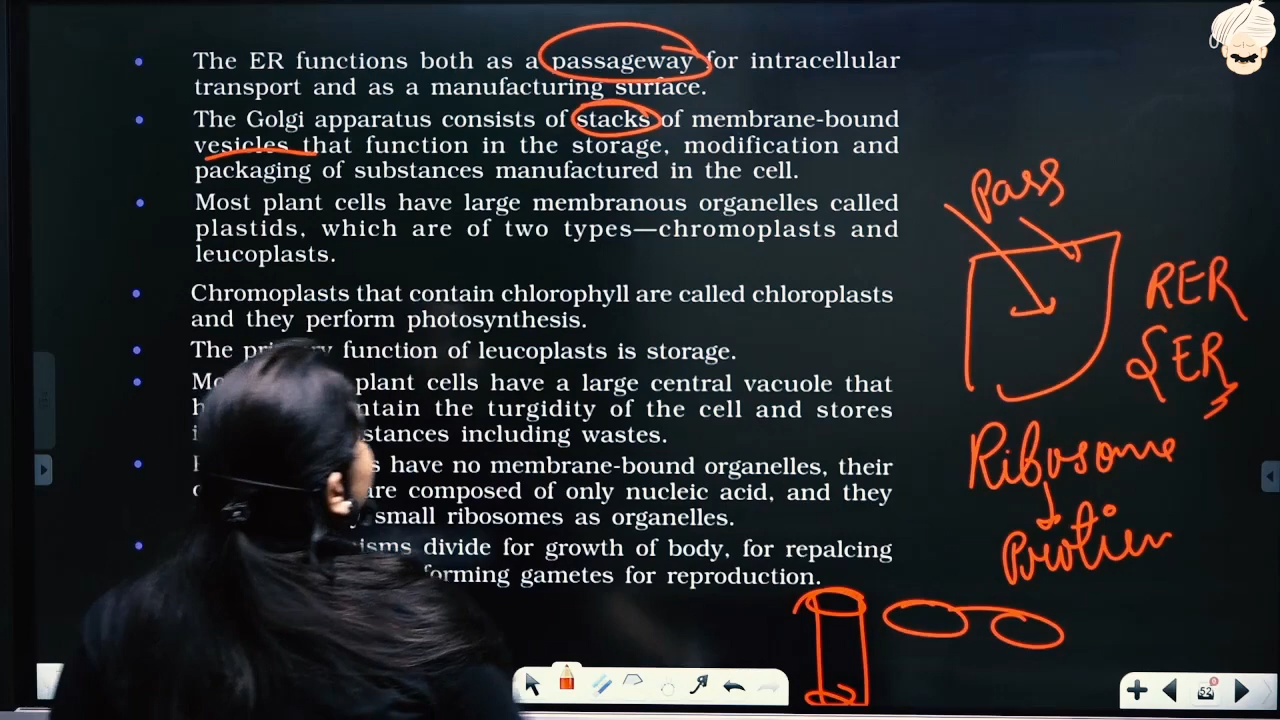 The ER functions both as a passageway for intracellular
transport and as a manufacturing surface.
The Golgi apparatus consists of stacks of membrane-bound
vesicles that function in the storage, modification and
packaging of substances manufactured in the cell.
Most plant cells have large membranous organelles called
plastids, which are of two types—chromoplasts and
leucoplasts.
Chromoplasts that contain chlorophyll are called chloroplasts
and they perform photosynthesis.
The function of leucoplasts is storage.
plant cells have a large central vacuole that
the turgidity of the cell and stores
including wastes.
have no membrane-bound organelles, their
are composed of only nucleic acid, and they
small ribosomes as organelles.
divide for growth of body, for repalcing
forming gametes for reproduction.
Pass
RER
SER
Ribosome
Protien
52